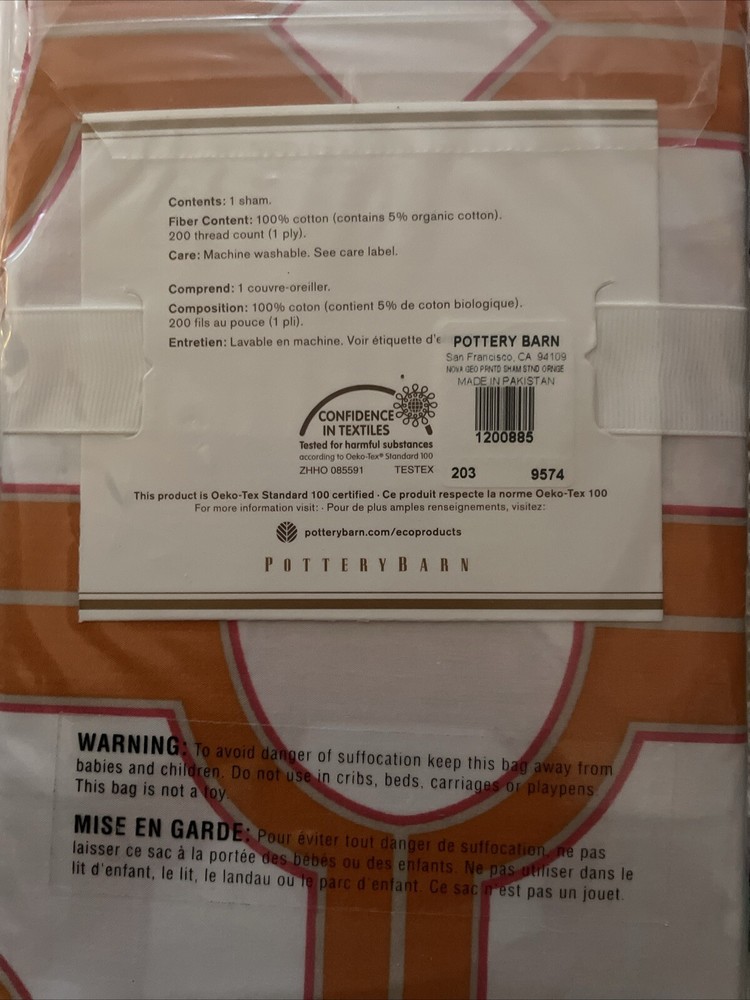 Contents: 1 sham.
Fiber Content: 100% cotton (contains 5% organic cotton).
200 thread count (1 ply).
Care: Machine washable. See care label.
Comprend: 1 couvre-oreiller.
Composition: 100% coton (contient 5% de coton biologique).
200 fils au pouce (1 pli).
Entretien: Lavable en machine. Voir étiquette d'e
POTTERY BARN
San Francisco, CA 94109
NOVA GEO PRNTD SHAM STND ORNGE
MADE IN PAKISTAN
1200885
203 9574
CONFIDENCE
IN TEXTILES
Tested for harmful substances
according to Oeko-Tex® Standard 100
ZHHO 085591 TESTEX
This product is Oeko-Tex Standard 100 certified · Ce produit respecte la norme Oeko-Tex 100
For more information visit: · Pour de plus amples renseignements, visitez:
potterybarn.com/ecoproducts
POTTERYBARN
WARNING: To avoid danger of suffocation keep this bag away from
babies and children. Do not use in cribs, beds, carriages or playpens.
This bag is not a toy.
MISE EN GARDE: Pour éviter tout danger de suffocation, ne pas
laisser ce sac à la portée des bébés ou des enfants. Ne pas utiliser dans le
lit d'enfant, le lit, le landau ou le parc d'enfant. Ce sac n'est pas un jouet.